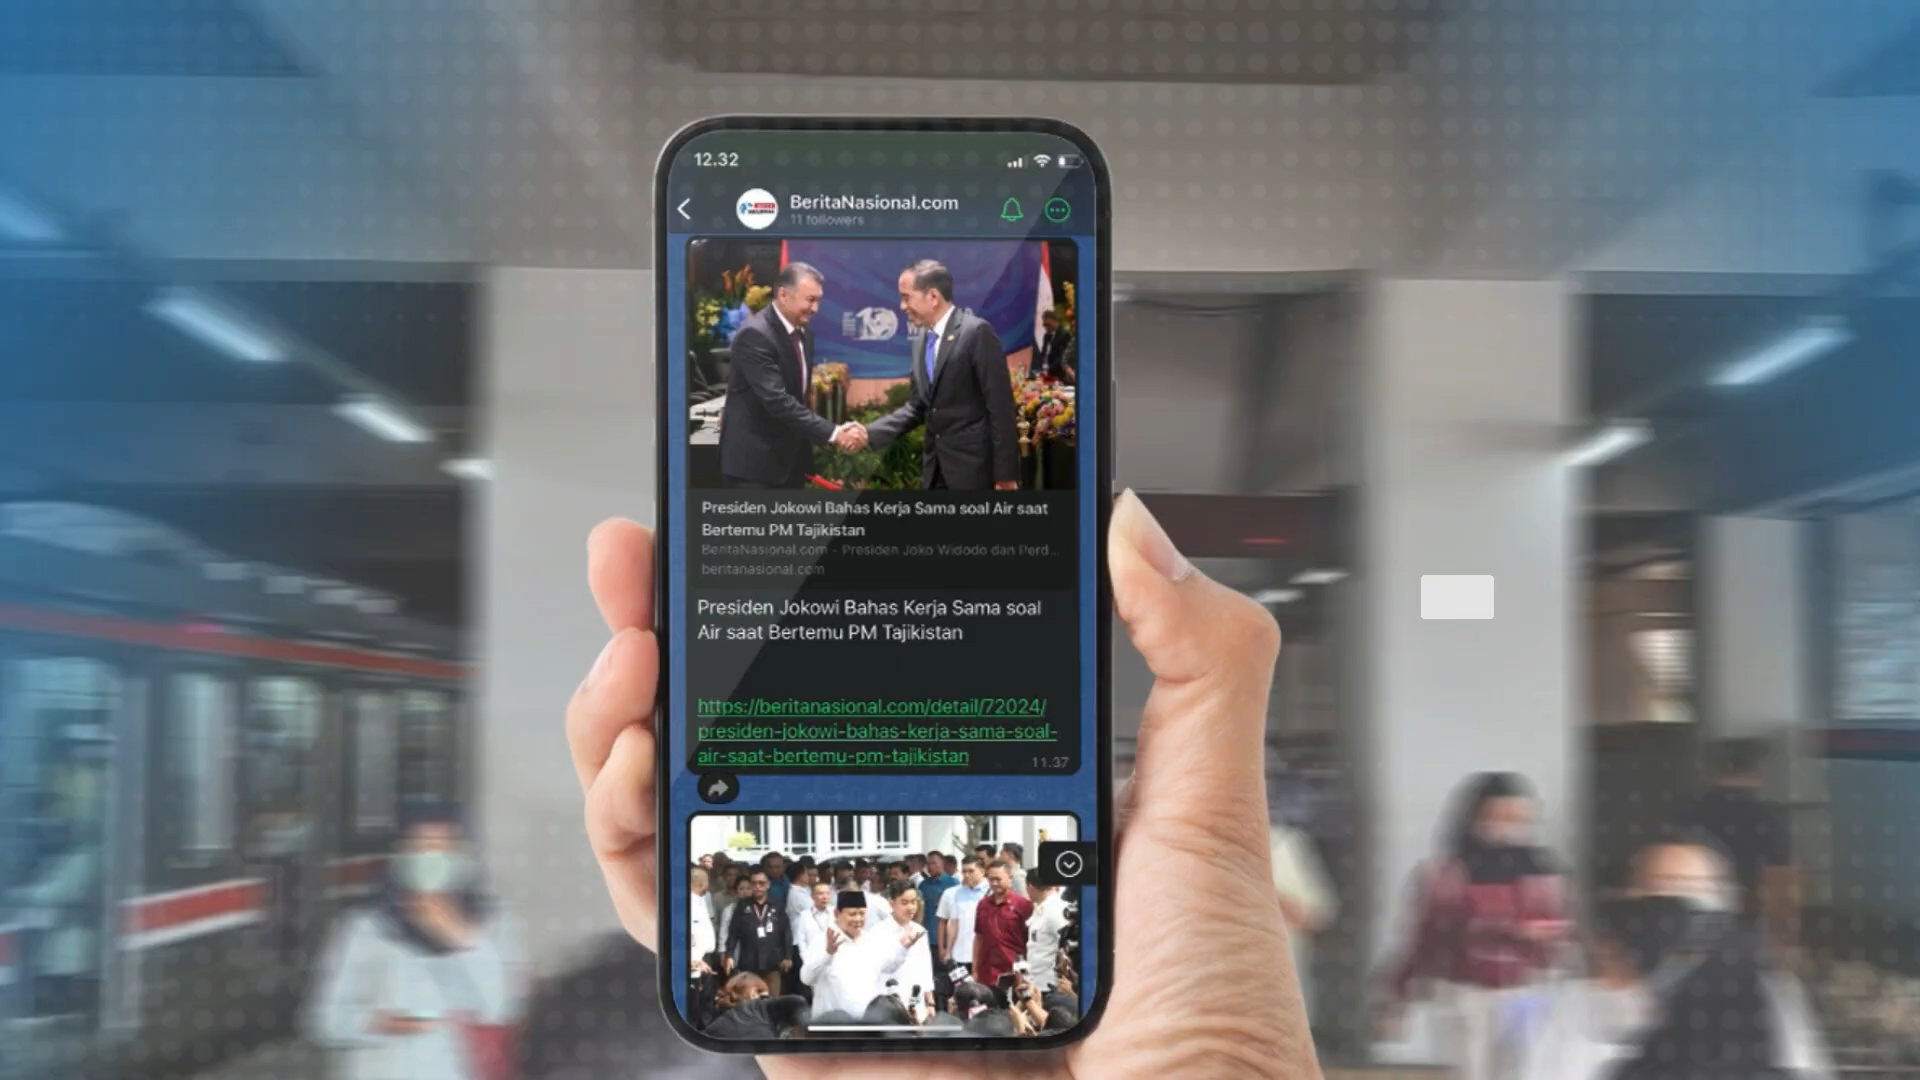 12.32
BeritaNasional.com
11 followers
10
Presiden Jokowi Bahas Kerja Sama soal Air saat
Bertemu PM Tajikistan
BeritaNasional.com - Presiden Joko Widodo dan Perd...
beritanasional.com
Presiden Jokowi Bahas Kerja Sama soal
Air saat Bertemu PM Tajikistan
https://beritanasional.com/detail/72024/
presiden-jokowi-bahas-kerja-sama-soal-
air-saat-bertemu-pm-tajikistan
11.37